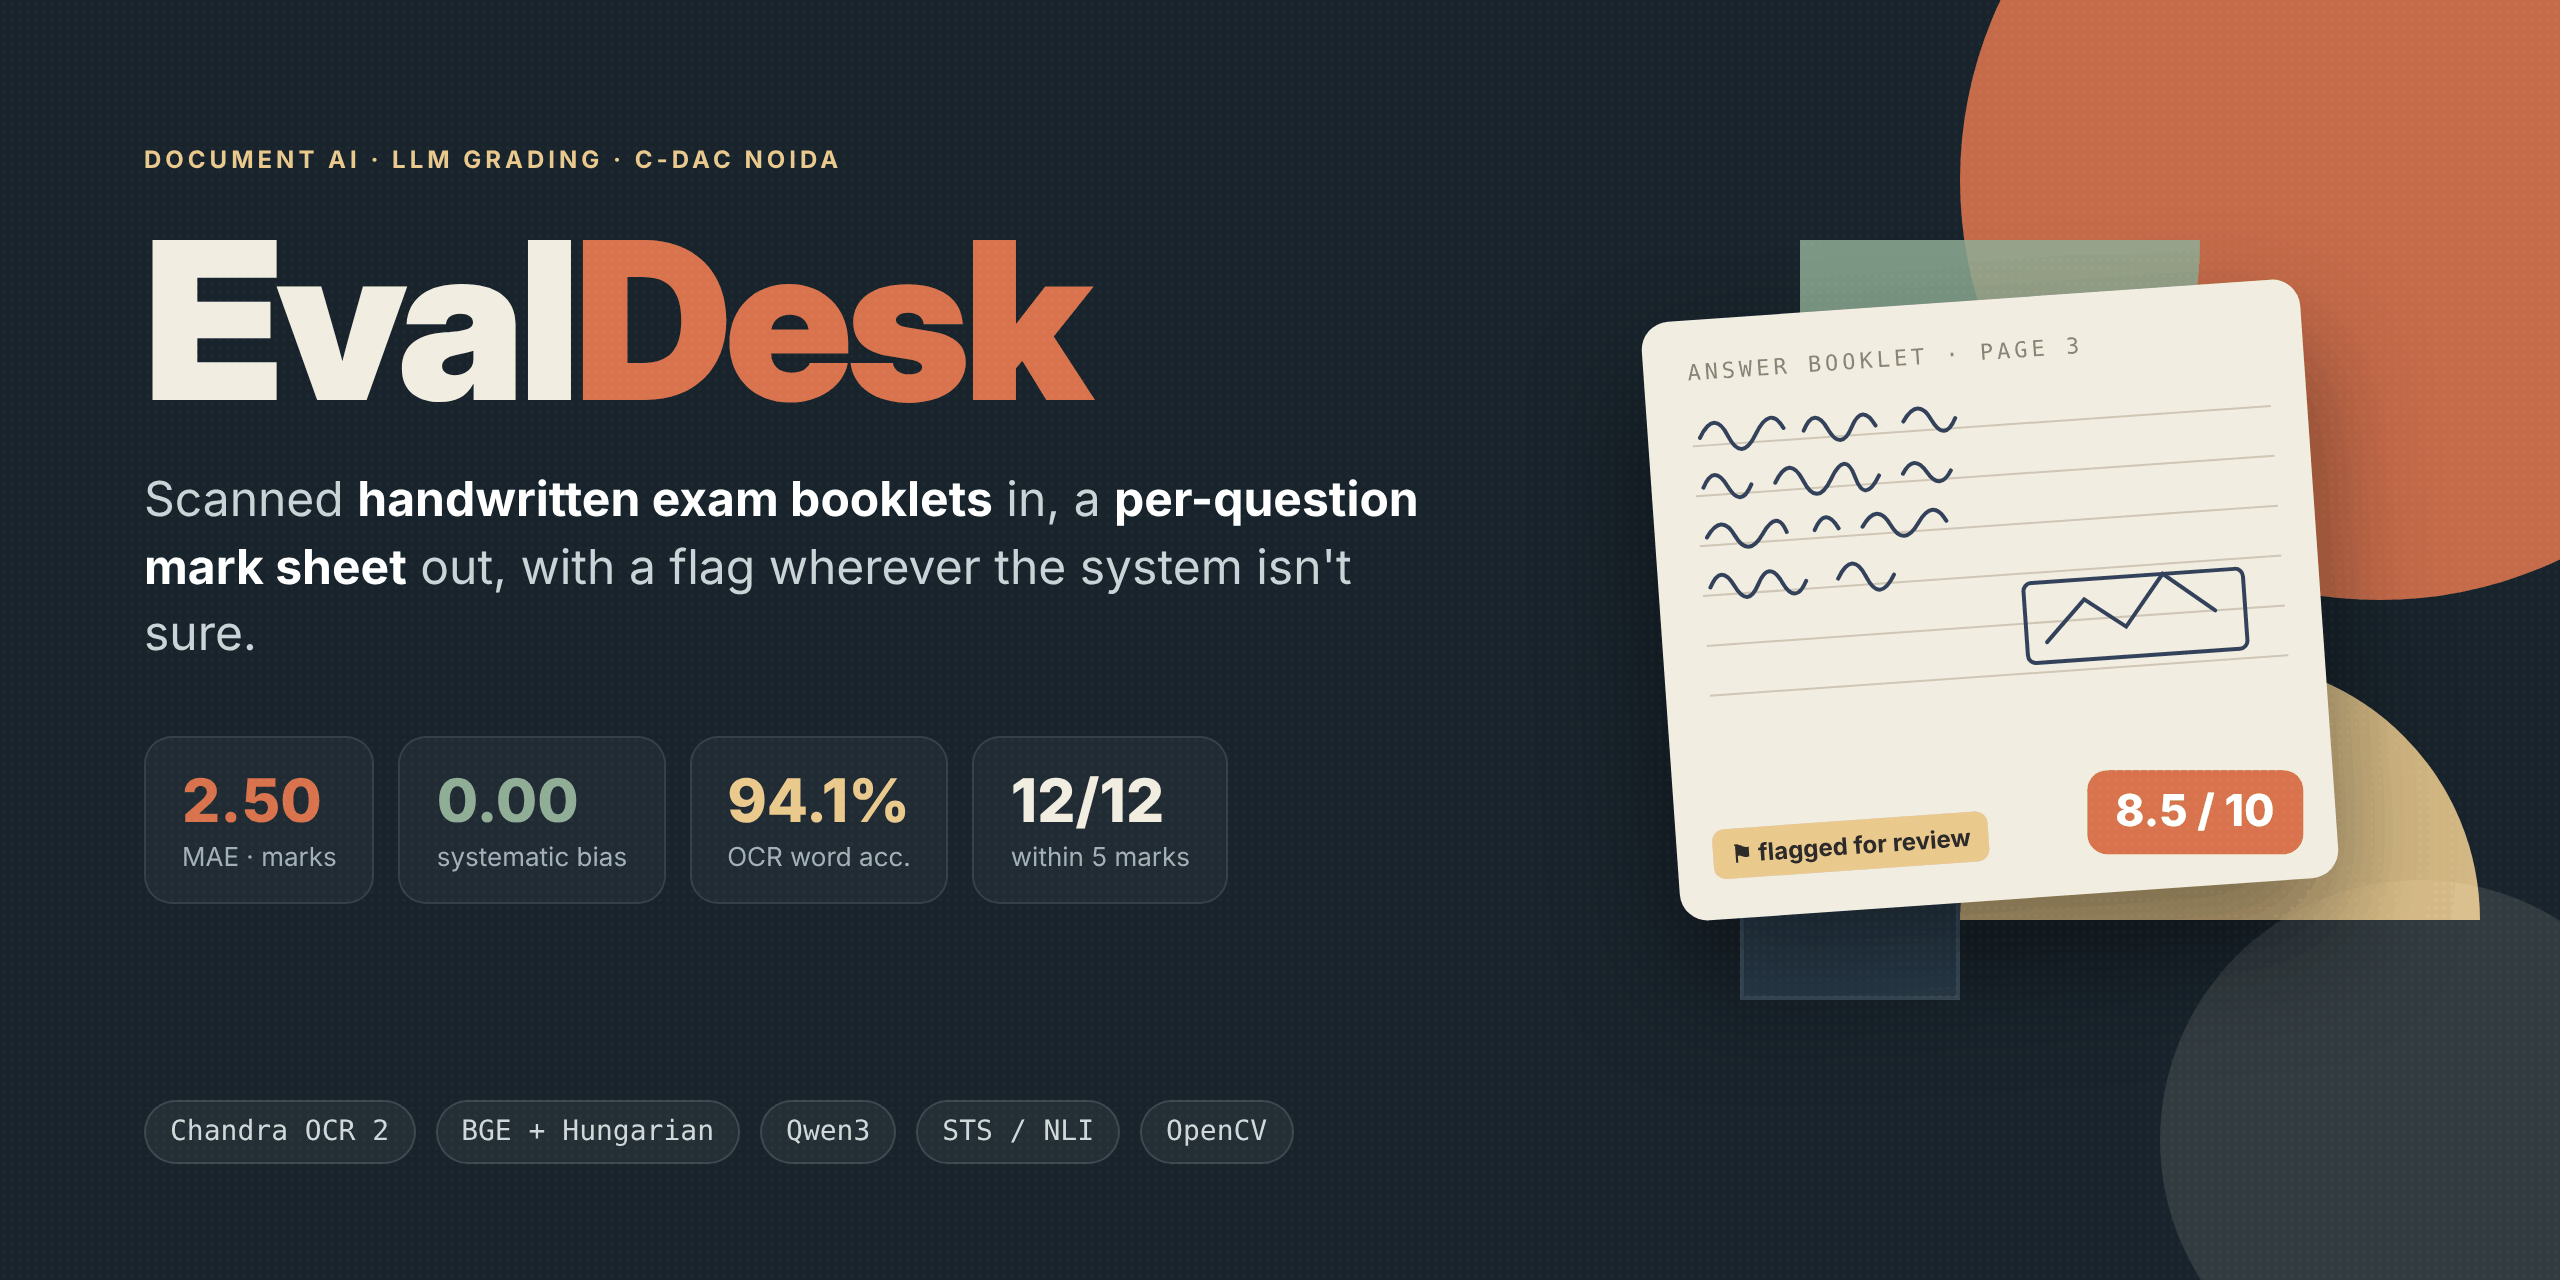 DOCUMENT AI · LLM GRADING · C-DAC NOIDA
EvalDesk
Scanned handwritten exam booklets in, a per-question
mark sheet out, with a flag wherever the system isn't
sure.
2.50
MAE · marks
0.00
systematic bias
94.1%
OCR word acc.
12/12
within 5 marks
Chandra OCR 2
BGE + Hungarian
Qwen3
STS / NLI
OpenCV
ANSWER BOOKLET · PAGE 3
⚑ flagged for review
8.5 / 10